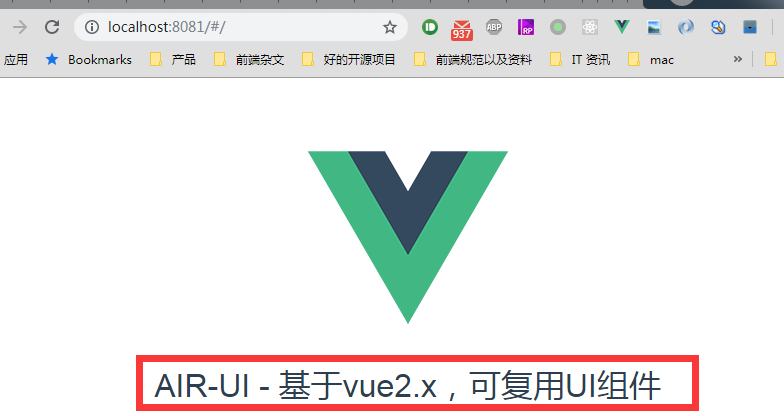 localhost:8081/#/
937
ABP
RP
应用 Bookmarks 产品 前端杂文 好的开源项目 前端规范以及资料 IT 资讯 mac »
AIR-UI - 基于vue2.x，可复用UI组件